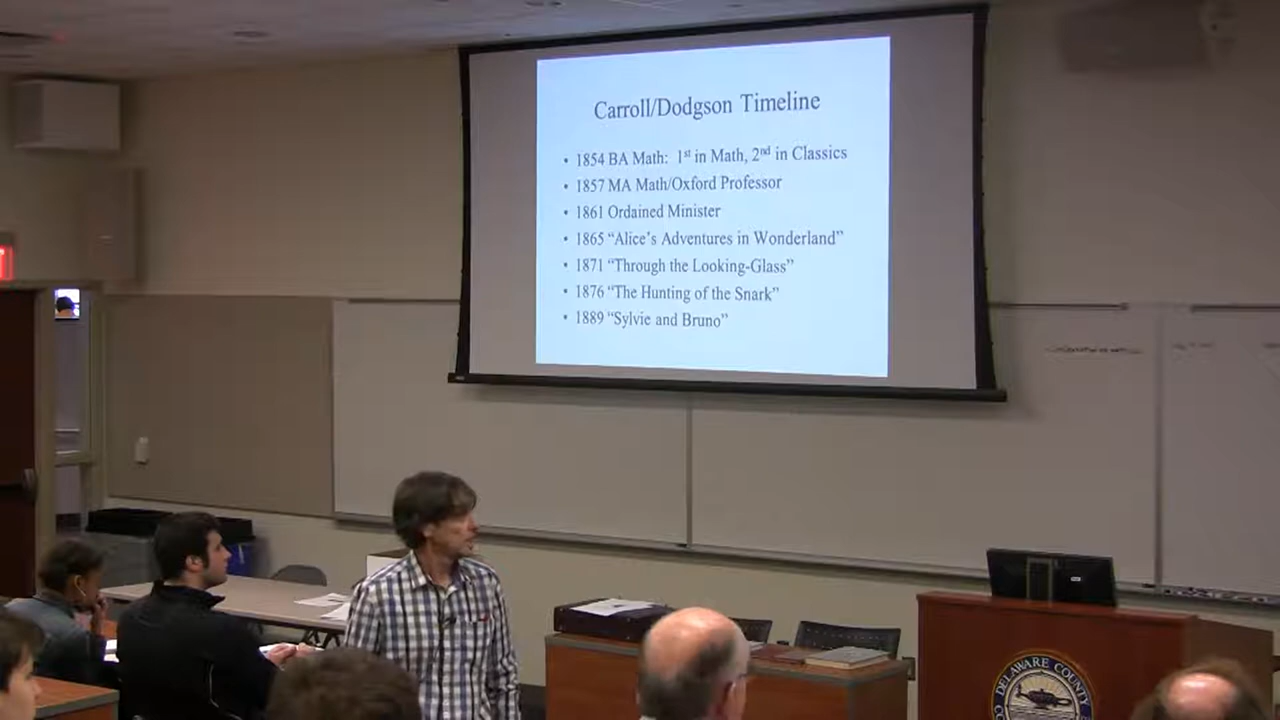 Carroll/Dodgson Timeline
• 1854 BA Math: 1st in Math, 2nd in Classics
• 1857 MA Math/Oxford Professor
• 1861 Ordained Minister
• 1865 “Alice’s Adventures in Wonderland”
• 1871 “Through the Looking-Glass”
• 1876 “The Hunting of the Snark”
• 1889 “Sylvie and Bruno”
DELAWARE COUNTY